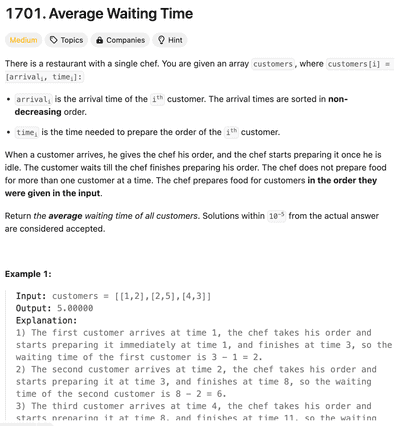 1701. Average Waiting Time
Medium Topics Companies Hint
There is a restaurant with a single chef. You are given an array customers, where customers[i] =
[arrivali, timei]:
• arrivali is the arrival time of the ith customer. The arrival times are sorted in non-
decreasing order.
• timei is the time needed to prepare the order of the ith customer.
When a customer arrives, he gives the chef his order, and the chef starts preparing it once he is
idle. The customer waits till the chef finishes preparing his order. The chef does not prepare food
for more than one customer at a time. The chef prepares food for customers in the order they
were given in the input.
Return the average waiting time of all customers. Solutions within 10^-5 from the actual answer
are considered accepted.
Example 1:
Input: customers = [[1,2],[2,5],[4,3]]
Output: 5.00000
Explanation:
1) The first customer arrives at time 1, the chef takes his order and
starts preparing it immediately at time 1, and finishes at time 3, so the
waiting time of the first customer is 3 - 1 = 2.
2) The second customer arrives at time 2, the chef takes his order and
starts preparing it at time 3, and finishes at time 8, so the waiting
time of the second customer is 8 - 2 = 6.
3) The third customer arrives at time 4, the chef takes his order and
starts preparing it at time 8, and finishes at time 11, so the waiting